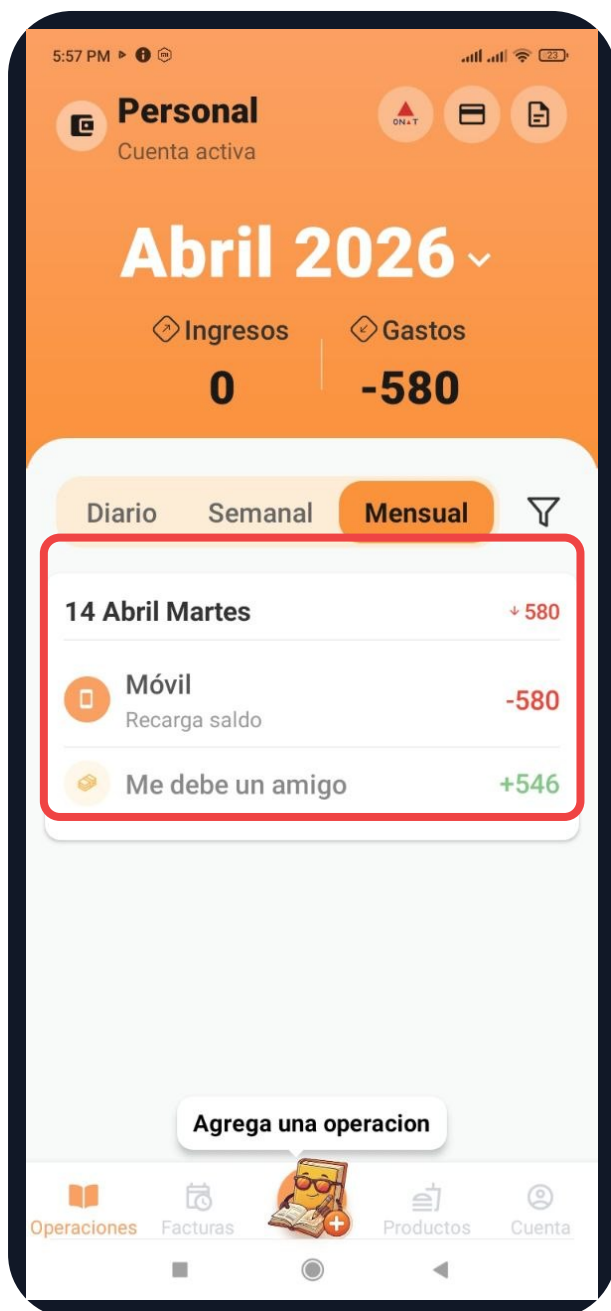 5:57 PM
23
Personal
Cuenta activa
ONAT
Abril 2026
Ingresos
Gastos
0
-580
Diario
Semanal
Mensual
14 Abril Martes
580
Móvil
-580
Recarga saldo
Me debe un amigo
+546
Agrega una operacion
Operaciones
Facturas
Productos
Cuenta